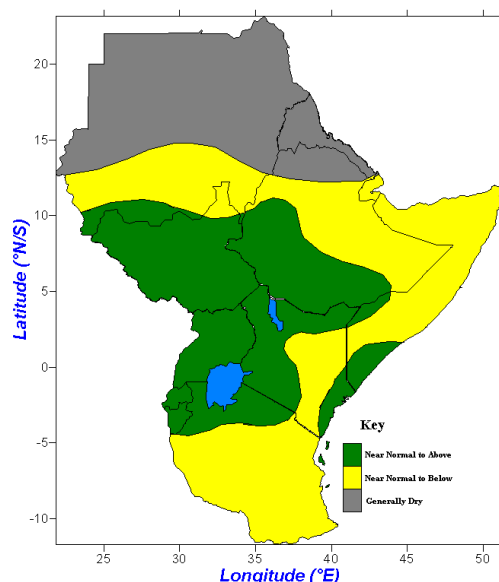 20
15
10
5
0
-5
-10
Latitude (°N/S)
Key
Near Normal to Above
Near Normal to Below
Generally Dry
25
30
35
40
45
50
Longitude (°E)